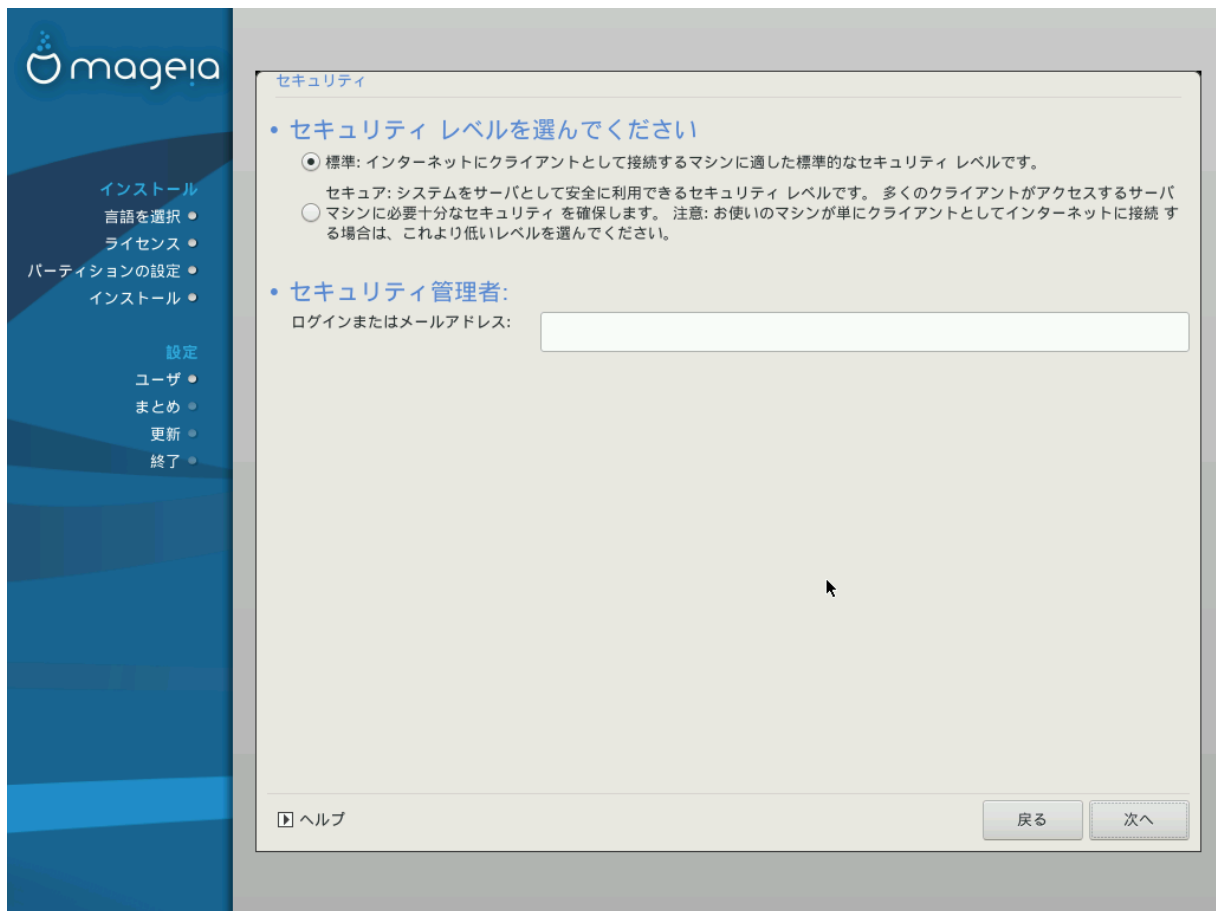 mageia
インストール
言語を選択
ライセンス
パーティションの設定
インストール
設定
ユーザ
まとめ
更新
終了
セキュリティ
• セキュリティ レベルを選んでください
標準: インターネットにクライアントとして接続するマシンに適した標準的なセキュリティ レベルです。
セキュア: システムをサーバとして安全に利用できるセキュリティ レベルです。 多くのクライアントがアクセスするサーバ
マシンに必要十分なセキュリティ を確保します。 注意: お使いのマシンが単にクライアントとしてインターネットに接続 す
る場合は、これより低いレベルを選んでください。
• セキュリティ管理者:
ログインまたはメールアドレス:
ヘルプ
戻る
次へ